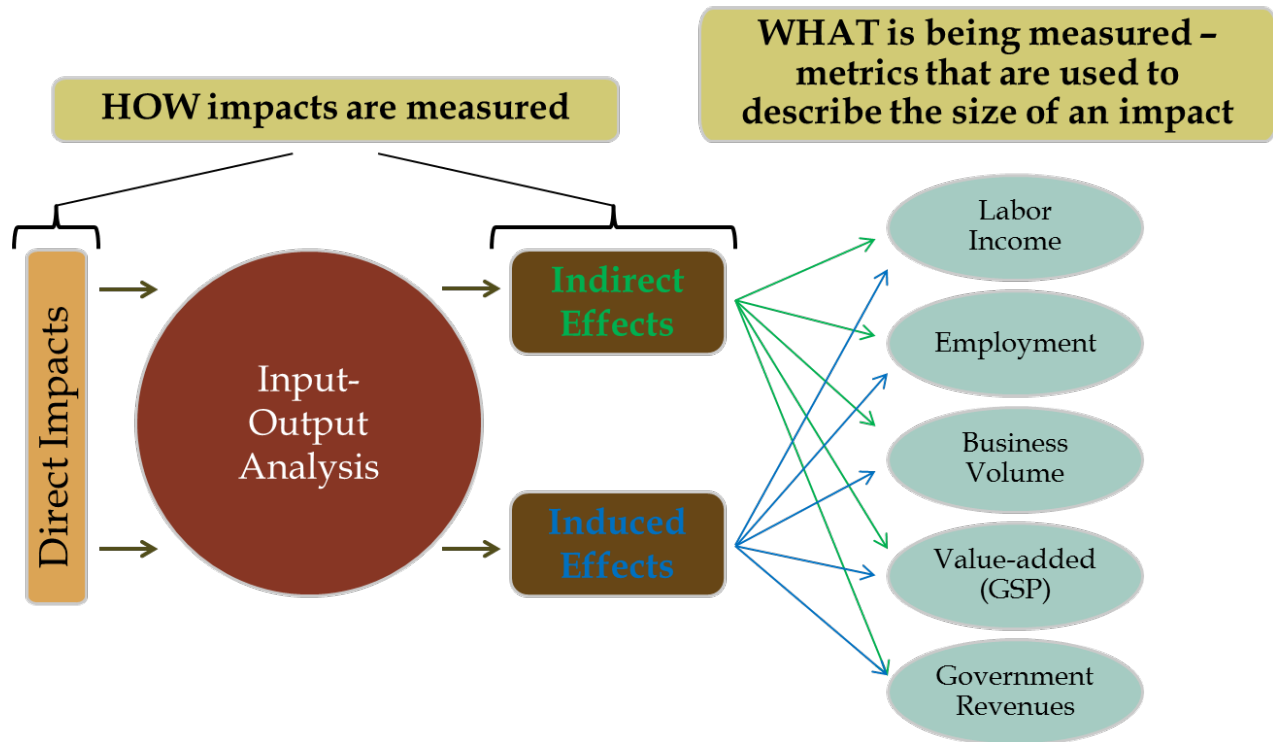 HOW impacts are measured
WHAT is being measured –
metrics that are used to
describe the size of an impact
Direct Impacts
Input-
Output
Analysis
Indirect
Effects
Induced
Effects
Labor
Income
Employment
Business
Volume
Value-added
(GSP)
Government
Revenues